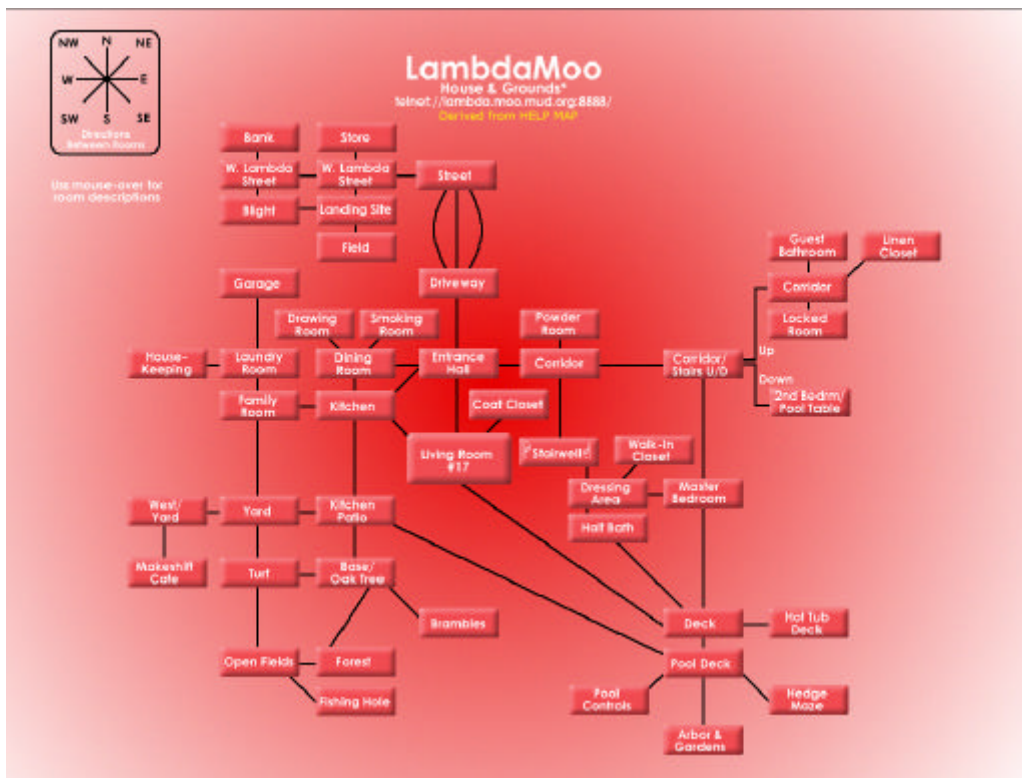 NW N NE
W E
SW S SE
Directions
Between Rooms
Use mouse-over for
room descriptions
LambdaMoo
House & Grounds*
telnet://lambda.moo.mud.org:8888/
Derived from HELP MAP
Bank
Store
W. Lambda
Street
W. Lambda
Street
Street
Blight
Landing Site
Field
Guest
Bathroom
Linen
Closet
Garage
Driveway
Corridor
Drawing
Room
Smoking
Room
Powder
Room
Locked
Room
House-
Keeping
Laundry
Room
Dining
Room
Entrance
Hall
Corridor
Corridor/
Stairs U/D
Up
Down
Family
Room
Kitchen
Coat Closet
2nd Bedrm/
Pool Table
Living Room
#17
Stairwell
Walk-In
Closet
Dressing
Area
Master
Bedroom
West/
Yard
Yard
Kitchen
Patio
Half Bath
Makeshift
Cafe
Turf
Base/
Oak Tree
Brambles
Deck
Hot Tub
Deck
Open Fields
Forest
Pool Deck
Fishing Hole
Pool
Controls
Hedge
Maze
Arbor &
Gardens